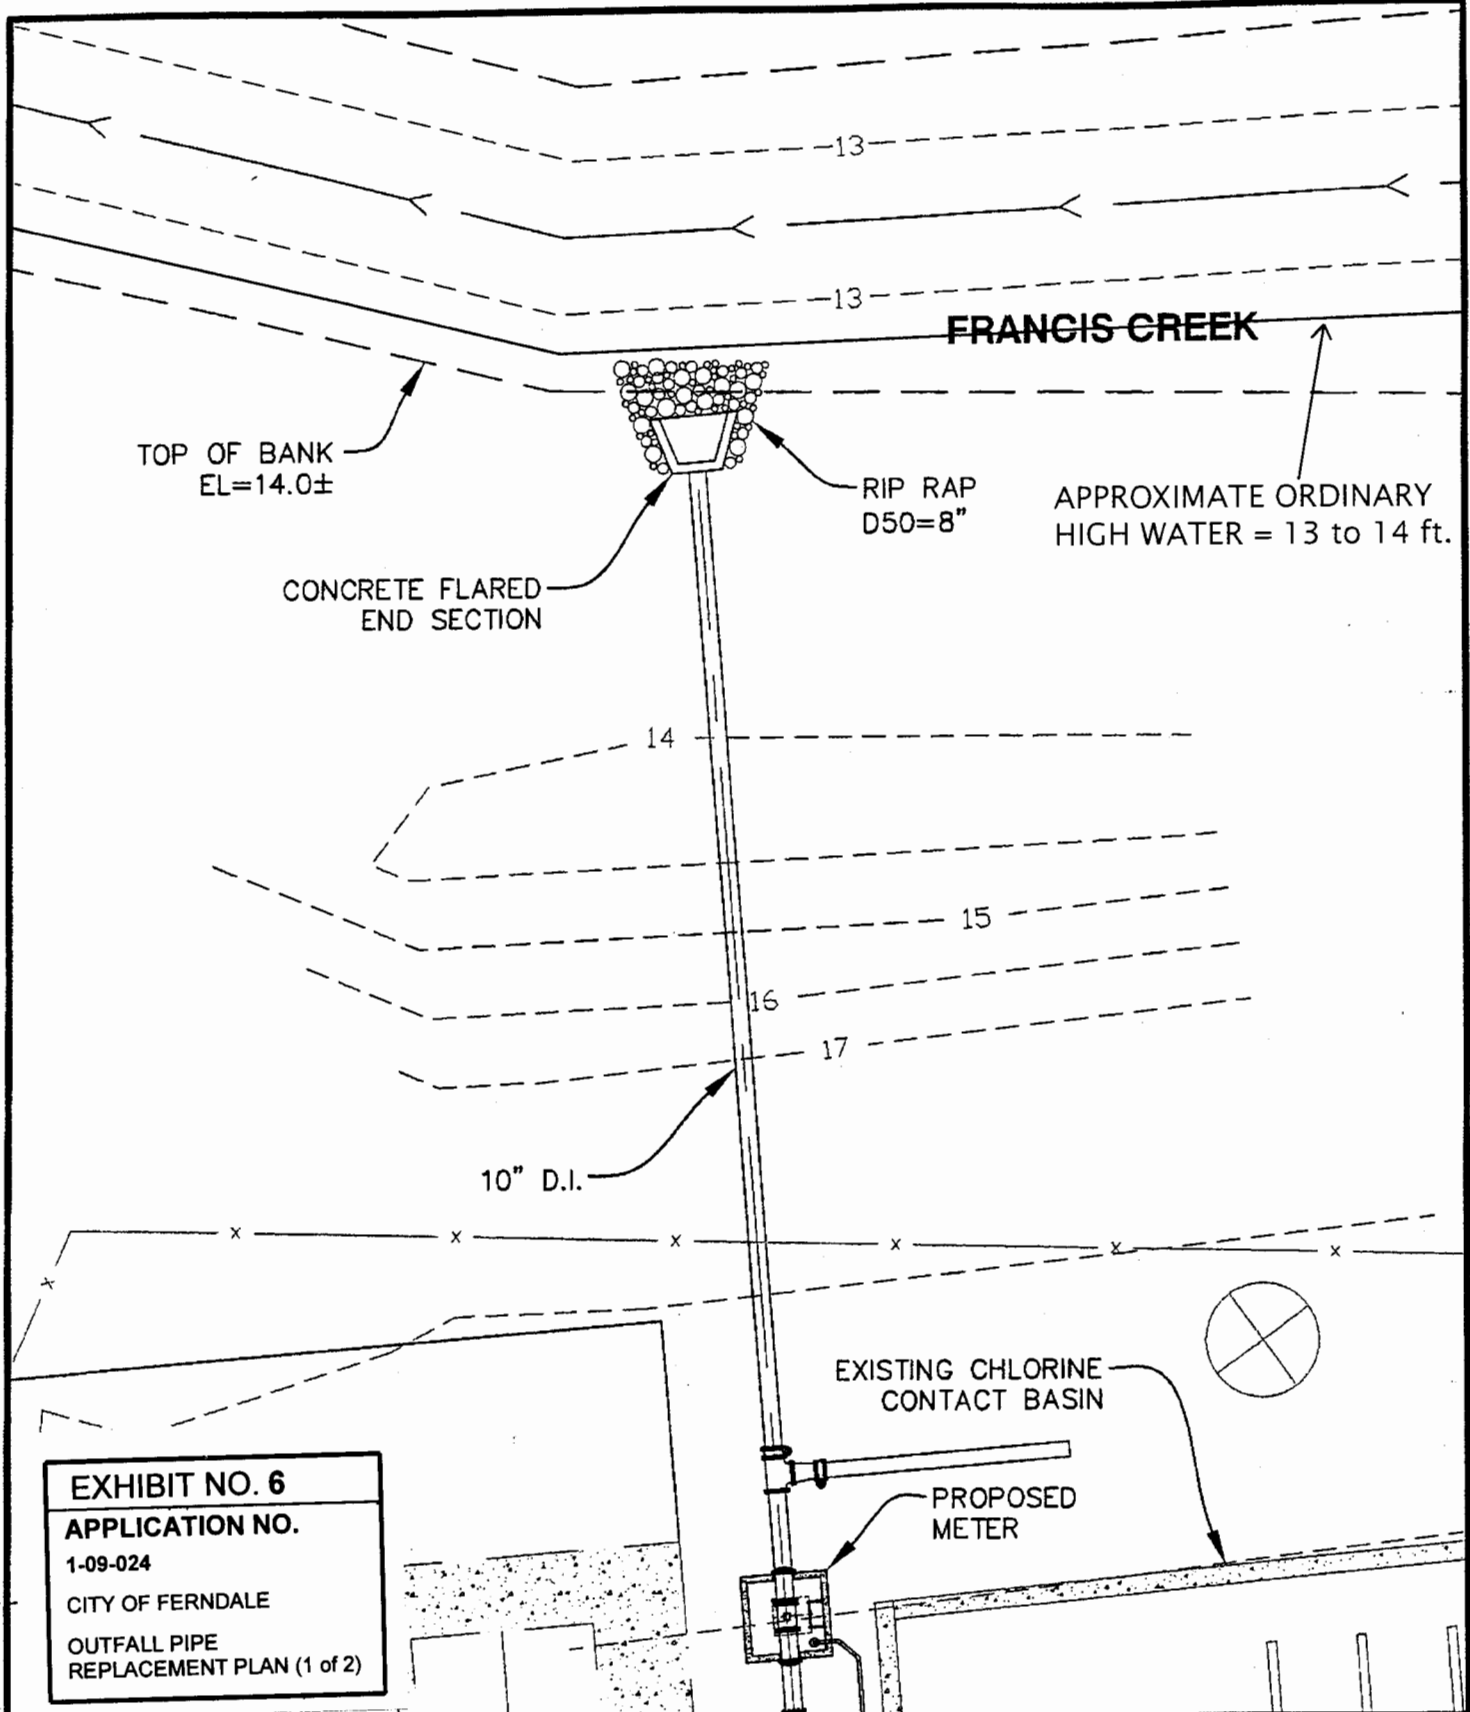 13
13
FRANCIS CREEK
TOP OF BANK
EL=14.0±
RIP RAP
D50=8"
APPROXIMATE ORDINARY
HIGH WATER = 13 to 14 ft.
CONCRETE FLARED
END SECTION
14
15
16
17
10" D.I.
x x x x x x
x
EXISTING CHLORINE
CONTACT BASIN
PROPOSED
METER
EXHIBIT NO. 6
APPLICATION NO.
1-09-024
CITY OF FERNDALE
OUTFALL PIPE
REPLACEMENT PLAN (1 of 2)